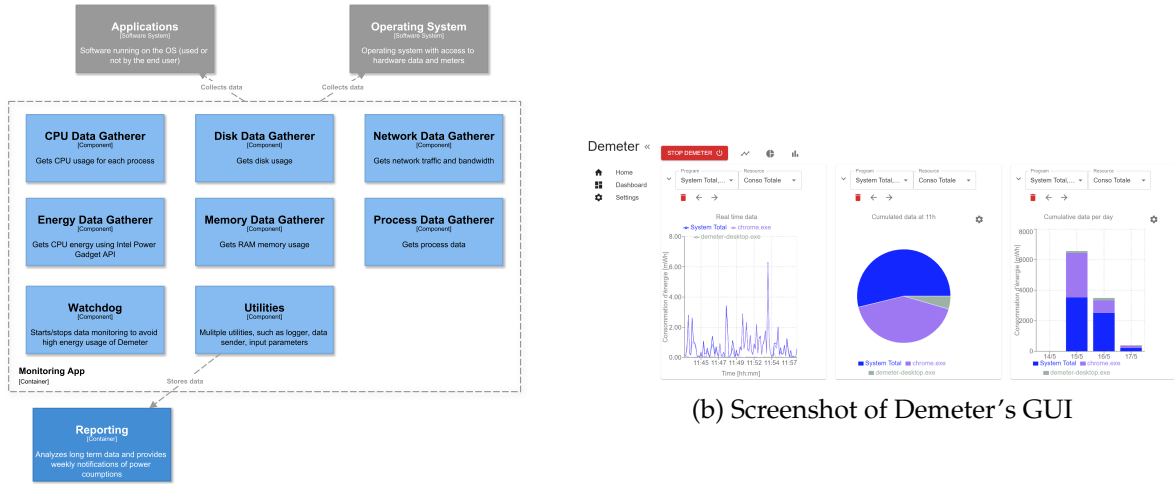 Applications
[Software System]
Software running on the OS (used or
not by the end user)
Operating System
[Software System]
Operating system with access to
hardware data and meters
Collects data
Collects data
CPU Data Gatherer
[Component]
Gets CPU usage for each process
Disk Data Gatherer
[Component]
Gets disk usage
Network Data Gatherer
[Component]
Gets network traffic and bandwidth
Energy Data Gatherer
[Component]
Gets CPU energy using Intel Power
Gadget API
Memory Data Gatherer
[Component]
Gets RAM memory usage
Process Data Gatherer
[Component]
Gets process data
Watchdog
[Component]
Starts/stops data monitoring to avoid
high energy usage of Demeter
Utilities
[Component]
Mulitple utilities, such as logger, data
sender, input parameters
Monitoring App
[Container]
Stores data
Reporting
[Container]
Analyzes long term data and provides
weekly notifications of power
coumptions
Demeter «
Home
Dashboard
Settings
STOP DEMETER
Program
System Total,...
Resource
Conso Totale
Real time data
System Total
chrome.exe
demeter-desktop.exe
Consommation d'énergie [mWh]
8.00
6.00
4.00
2.00
0.00
11:45 11:47 11:49 11:52 11:54 11:57
Time [hh:mm]
Program
System Total,...
Resource
Conso Totale
Cumulated data at 11h
System Total
chrome.exe
demeter-desktop.exe
Program
System Total,...
Resource
Conso Totale
Cumulative data per day
Consommation d'énergie [mWh]
8000
6000
4000
2000
0
14/5 15/5 16/5 17/5
System Total
chrome.exe
demeter-desktop.exe
(b) Screenshot of Demeter's GUI